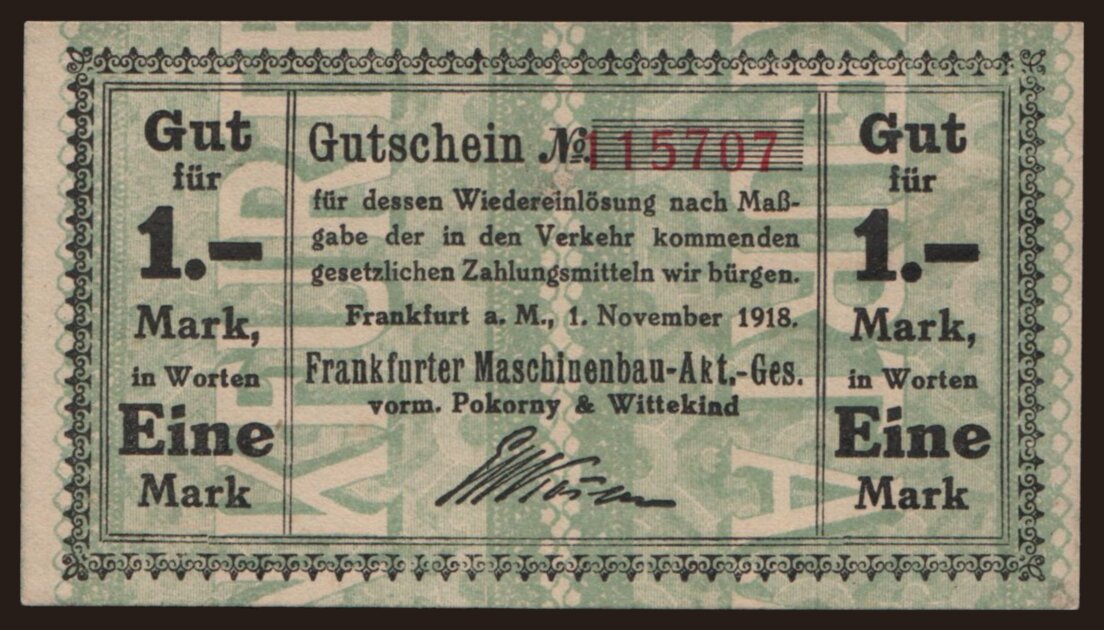 Gut
für
1.—
Mark,
in Worten
Eine
Mark
Gutschein №. 115707
für dessen Wiedereinlösung nach Maß-
gabe der in den Verkehr kommenden
gesetzlichen Zahlungsmitteln wir bürgen.
Frankfurt a. M., 1. November 1918.
Frankfurter Maschinenbau-Akt.-Ges.
vorm. Pokorny & Wittekind
Gut
für
1.—
Mark,
in Worten
Eine
Mark